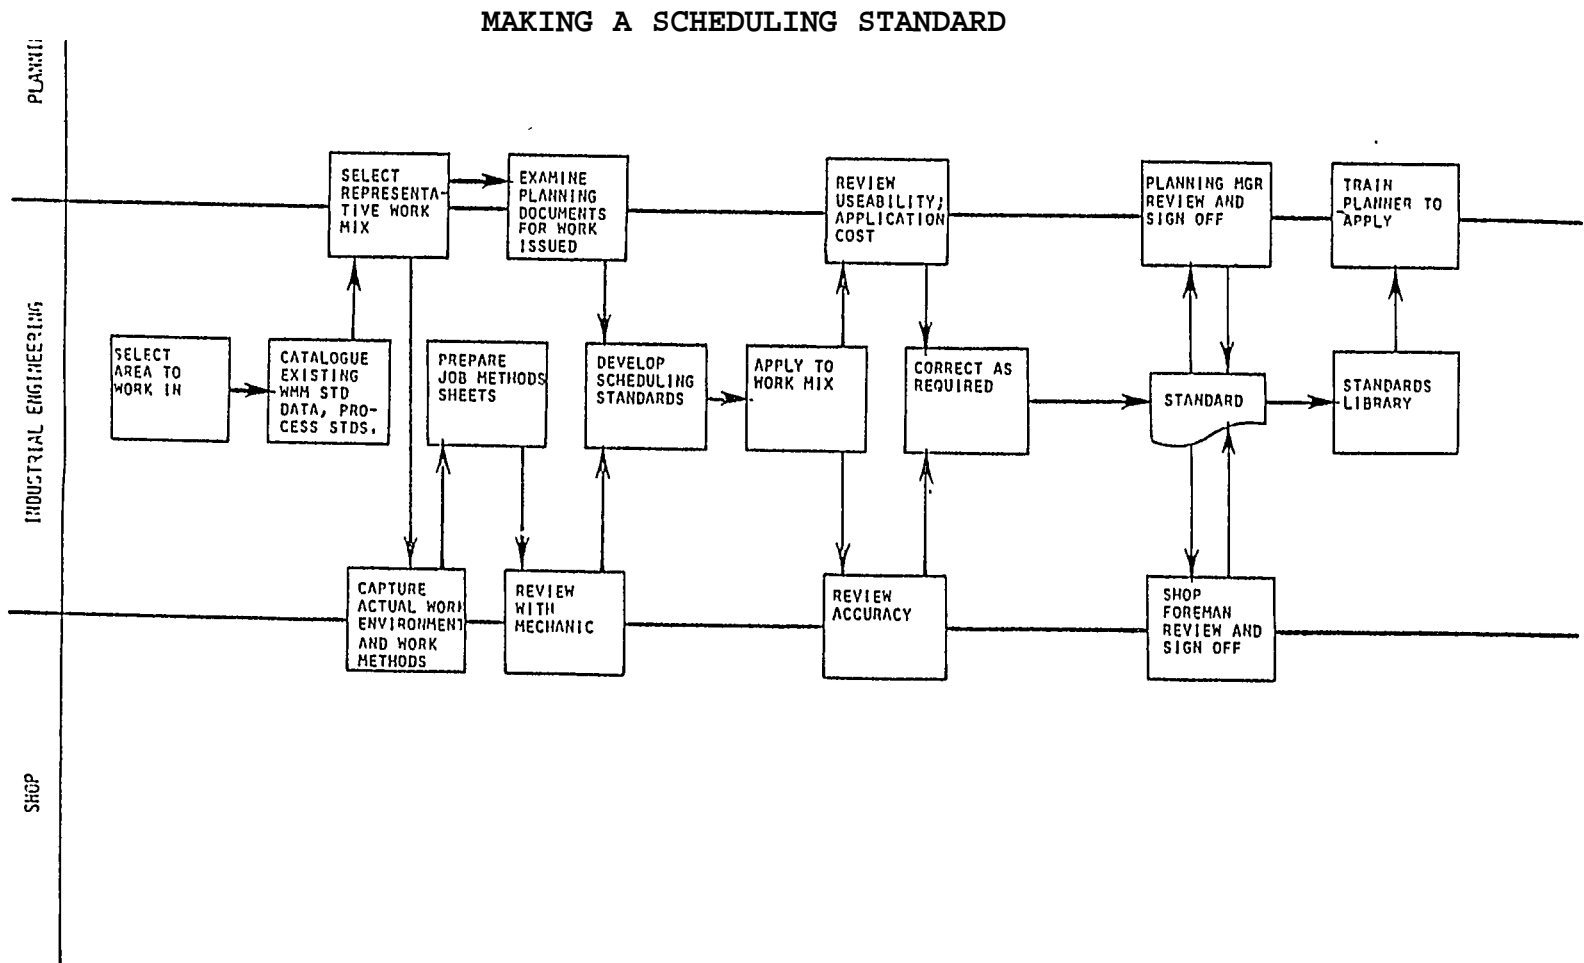 MAKING A SCHEDULING STANDARD
PLANNI
SELECT
REPRESENTA-
TIVE WORK
MIX
EXAMINE
PLANNING
DOCUMENTS
FOR WORK
ISSUED
REVIEW
USEABILITY;
APPLICATION
COST
PLANNING MGR
REVIEW AND
SIGN OFF
TRAIN
PLANNER TO
APPLY
INDUSTRIAL ENGINEERING
SELECT
AREA TO
WORK IN
CATALOGUE
EXISTING
WMM STD
DATA, PRO-
CESS STDS.
PREPARE
JOB METHODS
SHEETS
DEVELOP
SCHEDULING
STANDARDS
APPLY TO
WORK MIX
CORRECT AS
REQUIRED
STANDARD
STANDARDS
LIBRARY
SHOP
CAPTURE
ACTUAL WORK
ENVIRONMENT
AND WORK
METHODS
REVIEW
WITH
MECHANIC
REVIEW
ACCURACY
SHOP
FOREMAN
REVIEW AND
SIGN OFF